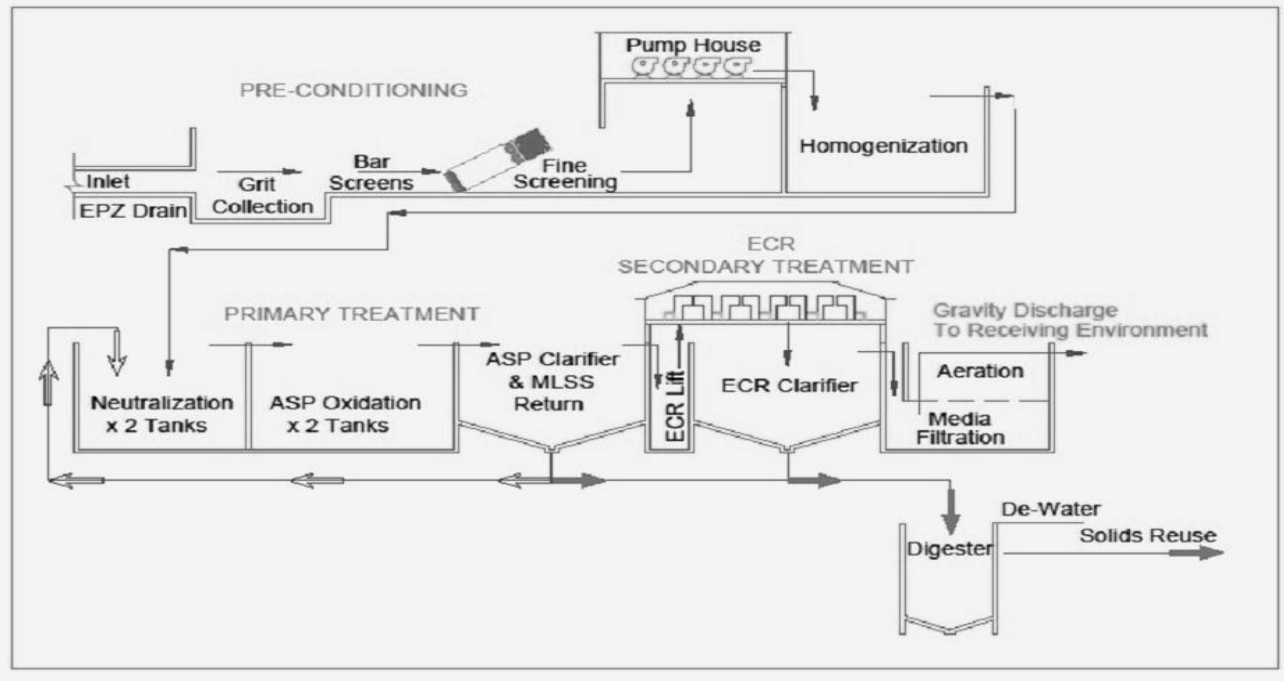 Pump House
PRE-CONDITIONING
Homogenization
Inlet
EPZ Drain
Grit
Collection
Bar
Screens
Fine
Screening
ECR
SECONDARY TREATMENT
PRIMARY TREATMENT
Gravity Discharge
To Receiving Environment
Neutralization
x 2 Tanks
ASP Oxidation
x 2 Tanks
ASP Clarifier
& MLSS
Return
ECR Lift
ECR Clarifier
Aeration
Media
Filtration
De-Water
Digester
Solids Reuse